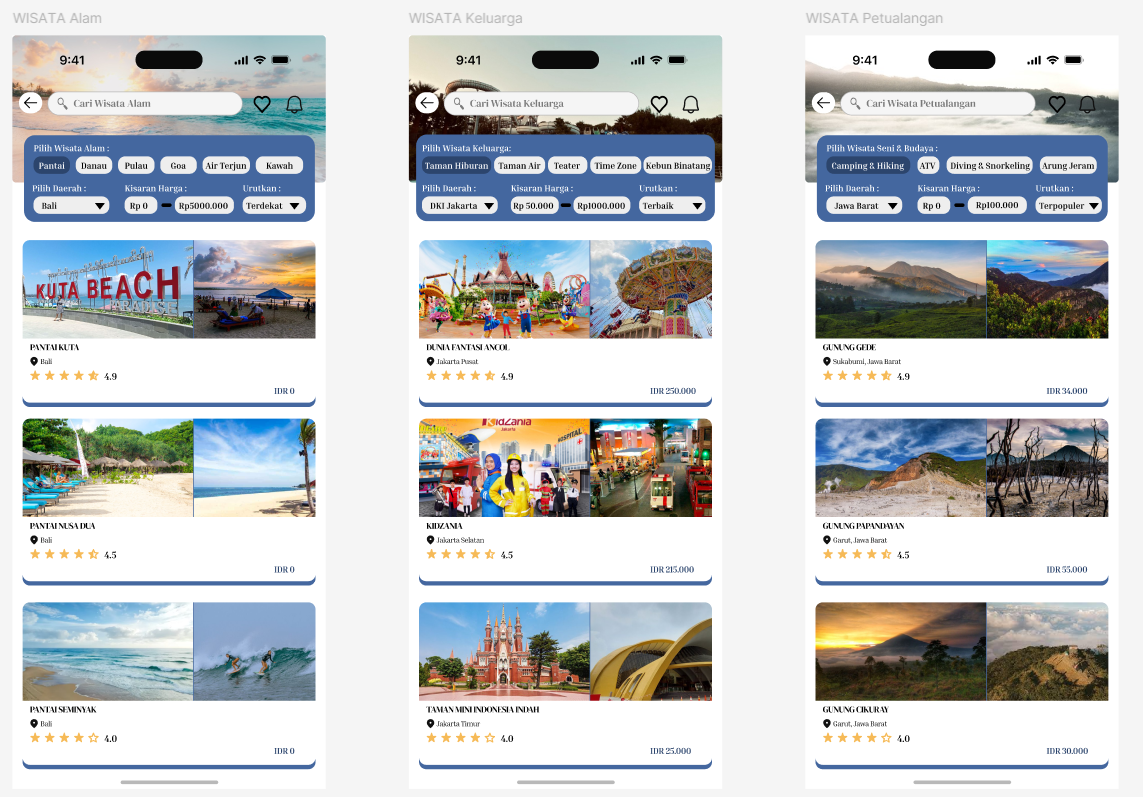 WISATA Alam
9:41
Cari Wisata Alam
Pilih Wisata Alam :
Pantai Danau Pulau Goa Air Terjun Kawah
Pilih Daerah : Kisaran Harga : Urutkan :
Bali Rp 0 Rp5000.000 Terdekat
KUTA BEACH
PANTAI KUTA
Bali
4.9
IDR 0
PANTAI NUSA DUA
Bali
4.5
IDR 0
PANTAI SEMINYAK
Bali
4.0
IDR 0
WISATA Keluarga
9:41
Cari Wisata Keluarga
Pilih Wisata Keluarga:
Taman Hiburan Taman Air Teater Time Zone Kebun Binatang
Pilih Daerah : Kisaran Harga : Urutkan :
DKI Jakarta Rp 50.000 Rp1000.000 Terbaik
DUNIA FANTASI ANCOL
Jakarta Pusat
4.9
IDR 250.000
KidZania
Jakarta
HOSPITAL
KIDZANIA
Jakarta Selatan
4.5
IDR 215.000
TAMAN MINI INDONESIA INDAH
Jakarta Timur
4.0
IDR 25.000
WISATA Petualangan
9:41
Cari Wisata Petualangan
Pilih Wisata Seni & Budaya :
Camping & Hiking ATV Diving & Snorkeling Arung Jeram
Pilih Daerah : Kisaran Harga : Urutkan :
Jawa Barat Rp 0 Rp100.000 Terpopuler
GUNUNG GEDE
Sukabumi, Jawa Barat
4.9
IDR 34.000
GUNUNG PAPANDAYAN
Garut, Jawa Barat
4.5
IDR 55.000
GUNUNG CIKURAY
Garut, Jawa Barat
4.0
IDR 30.000